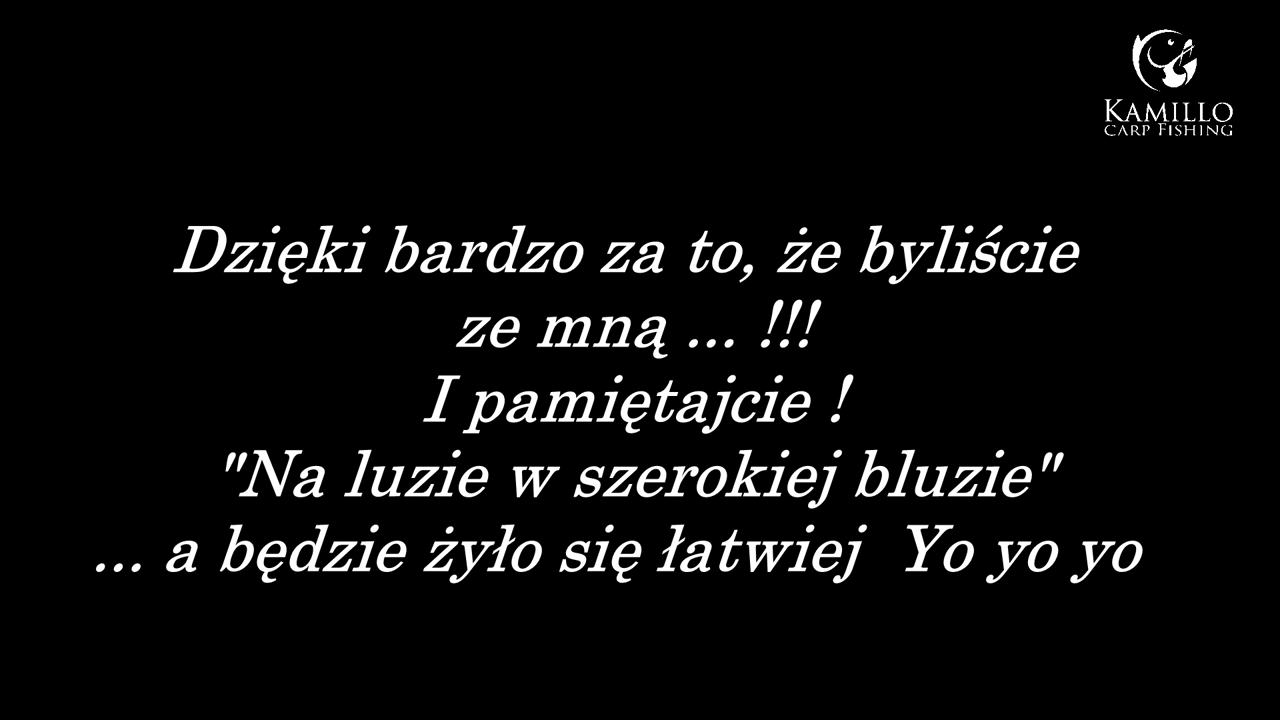 KAMILLO
CARP FISHING
Dzięki bardzo za to, że byliście
ze mną ... !!!
I pamiętajcie !
"Na luzie w szerokiej bluzie"
... a będzie żyło się łatwiej  Yo yo yo